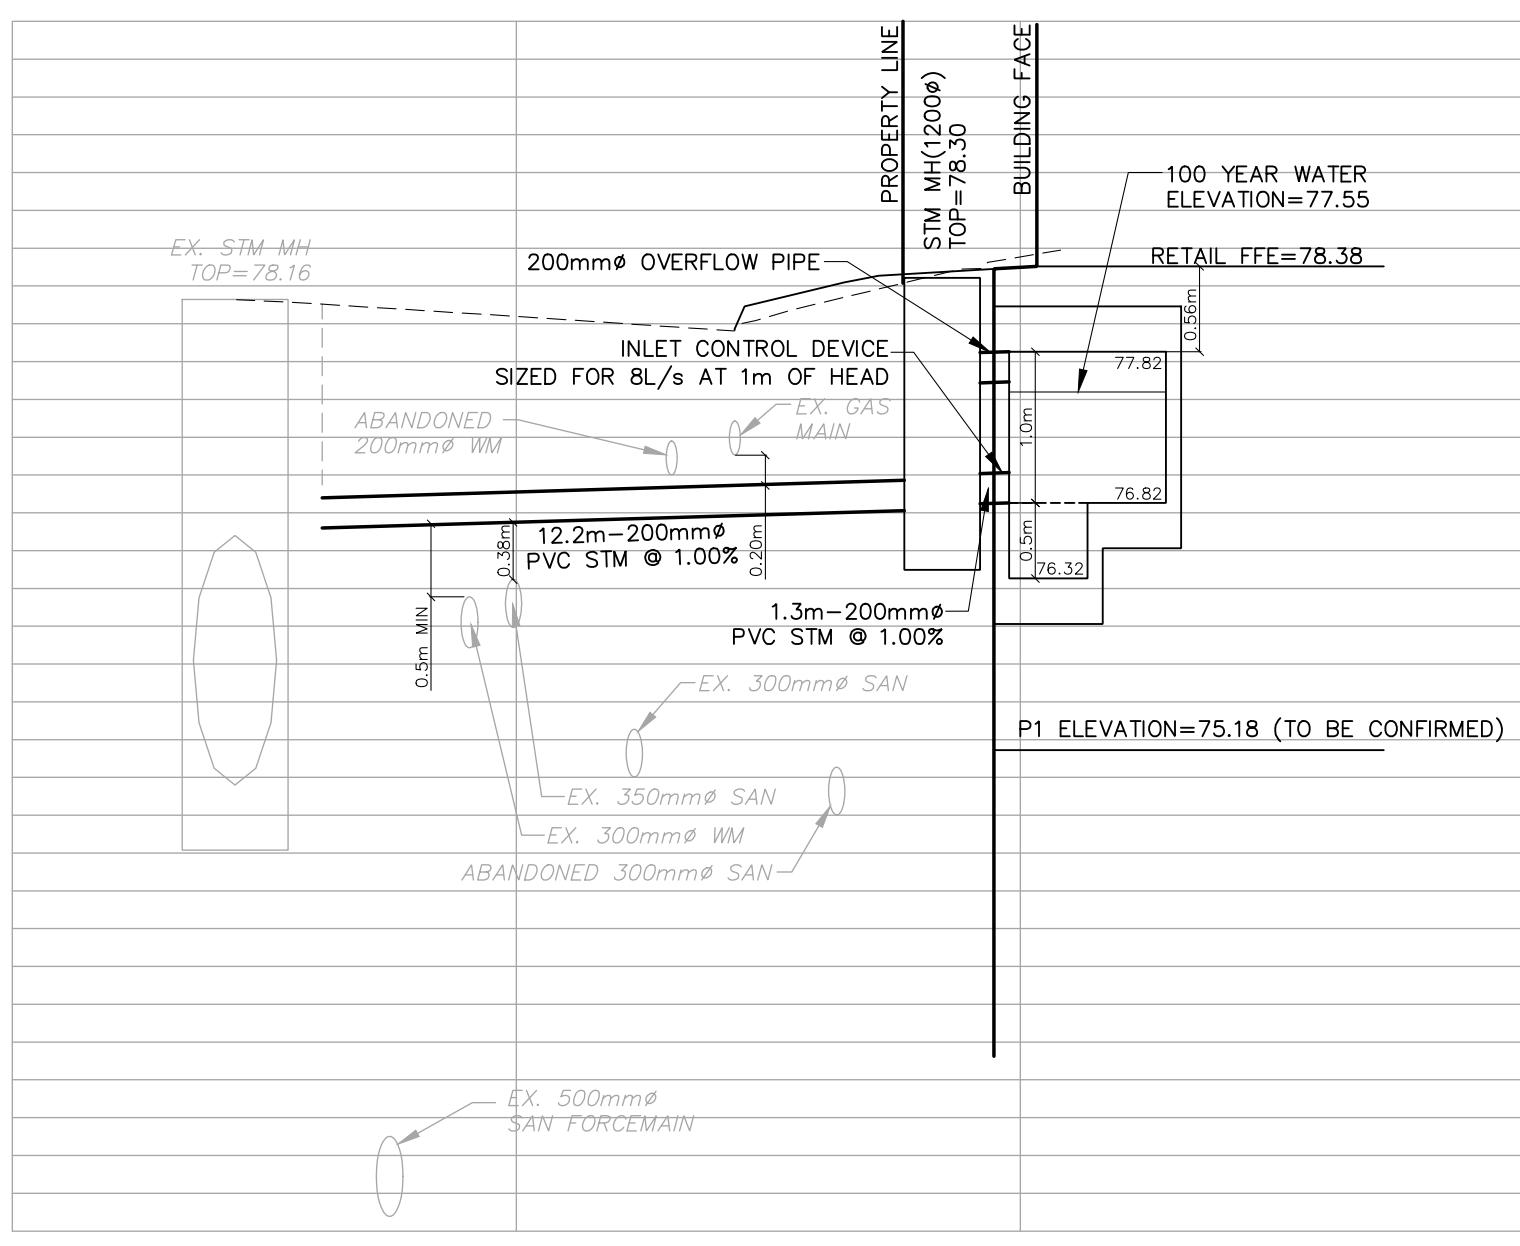 PROPERTY LINE
STM MH(1200ø)
TOP=78.30
BUILDING FACE
100 YEAR WATER
ELEVATION=77.55
EX. STM MH
TOP=78.16
200mmø OVERFLOW PIPE
RETAIL FFE=78.38
0.56m
INLET CONTROL DEVICE
SIZED FOR 8L/s AT 1m OF HEAD
77.82
ABANDONED
200mmø WM
EX. GAS
MAIN
1.0m
76.82
12.2m-200mmø
PVC STM @ 1.00%
0.38m
0.20m
0.5m
76.32
0.5m MIN
1.3m-200mmø
PVC STM @ 1.00%
EX. 300mmø SAN
P1 ELEVATION=75.18 (TO BE CONFIRMED)
EX. 350mmø SAN
EX. 300mmø WM
ABANDONED 300mmø SAN
EX. 500mmø
SAN FORCEMAIN